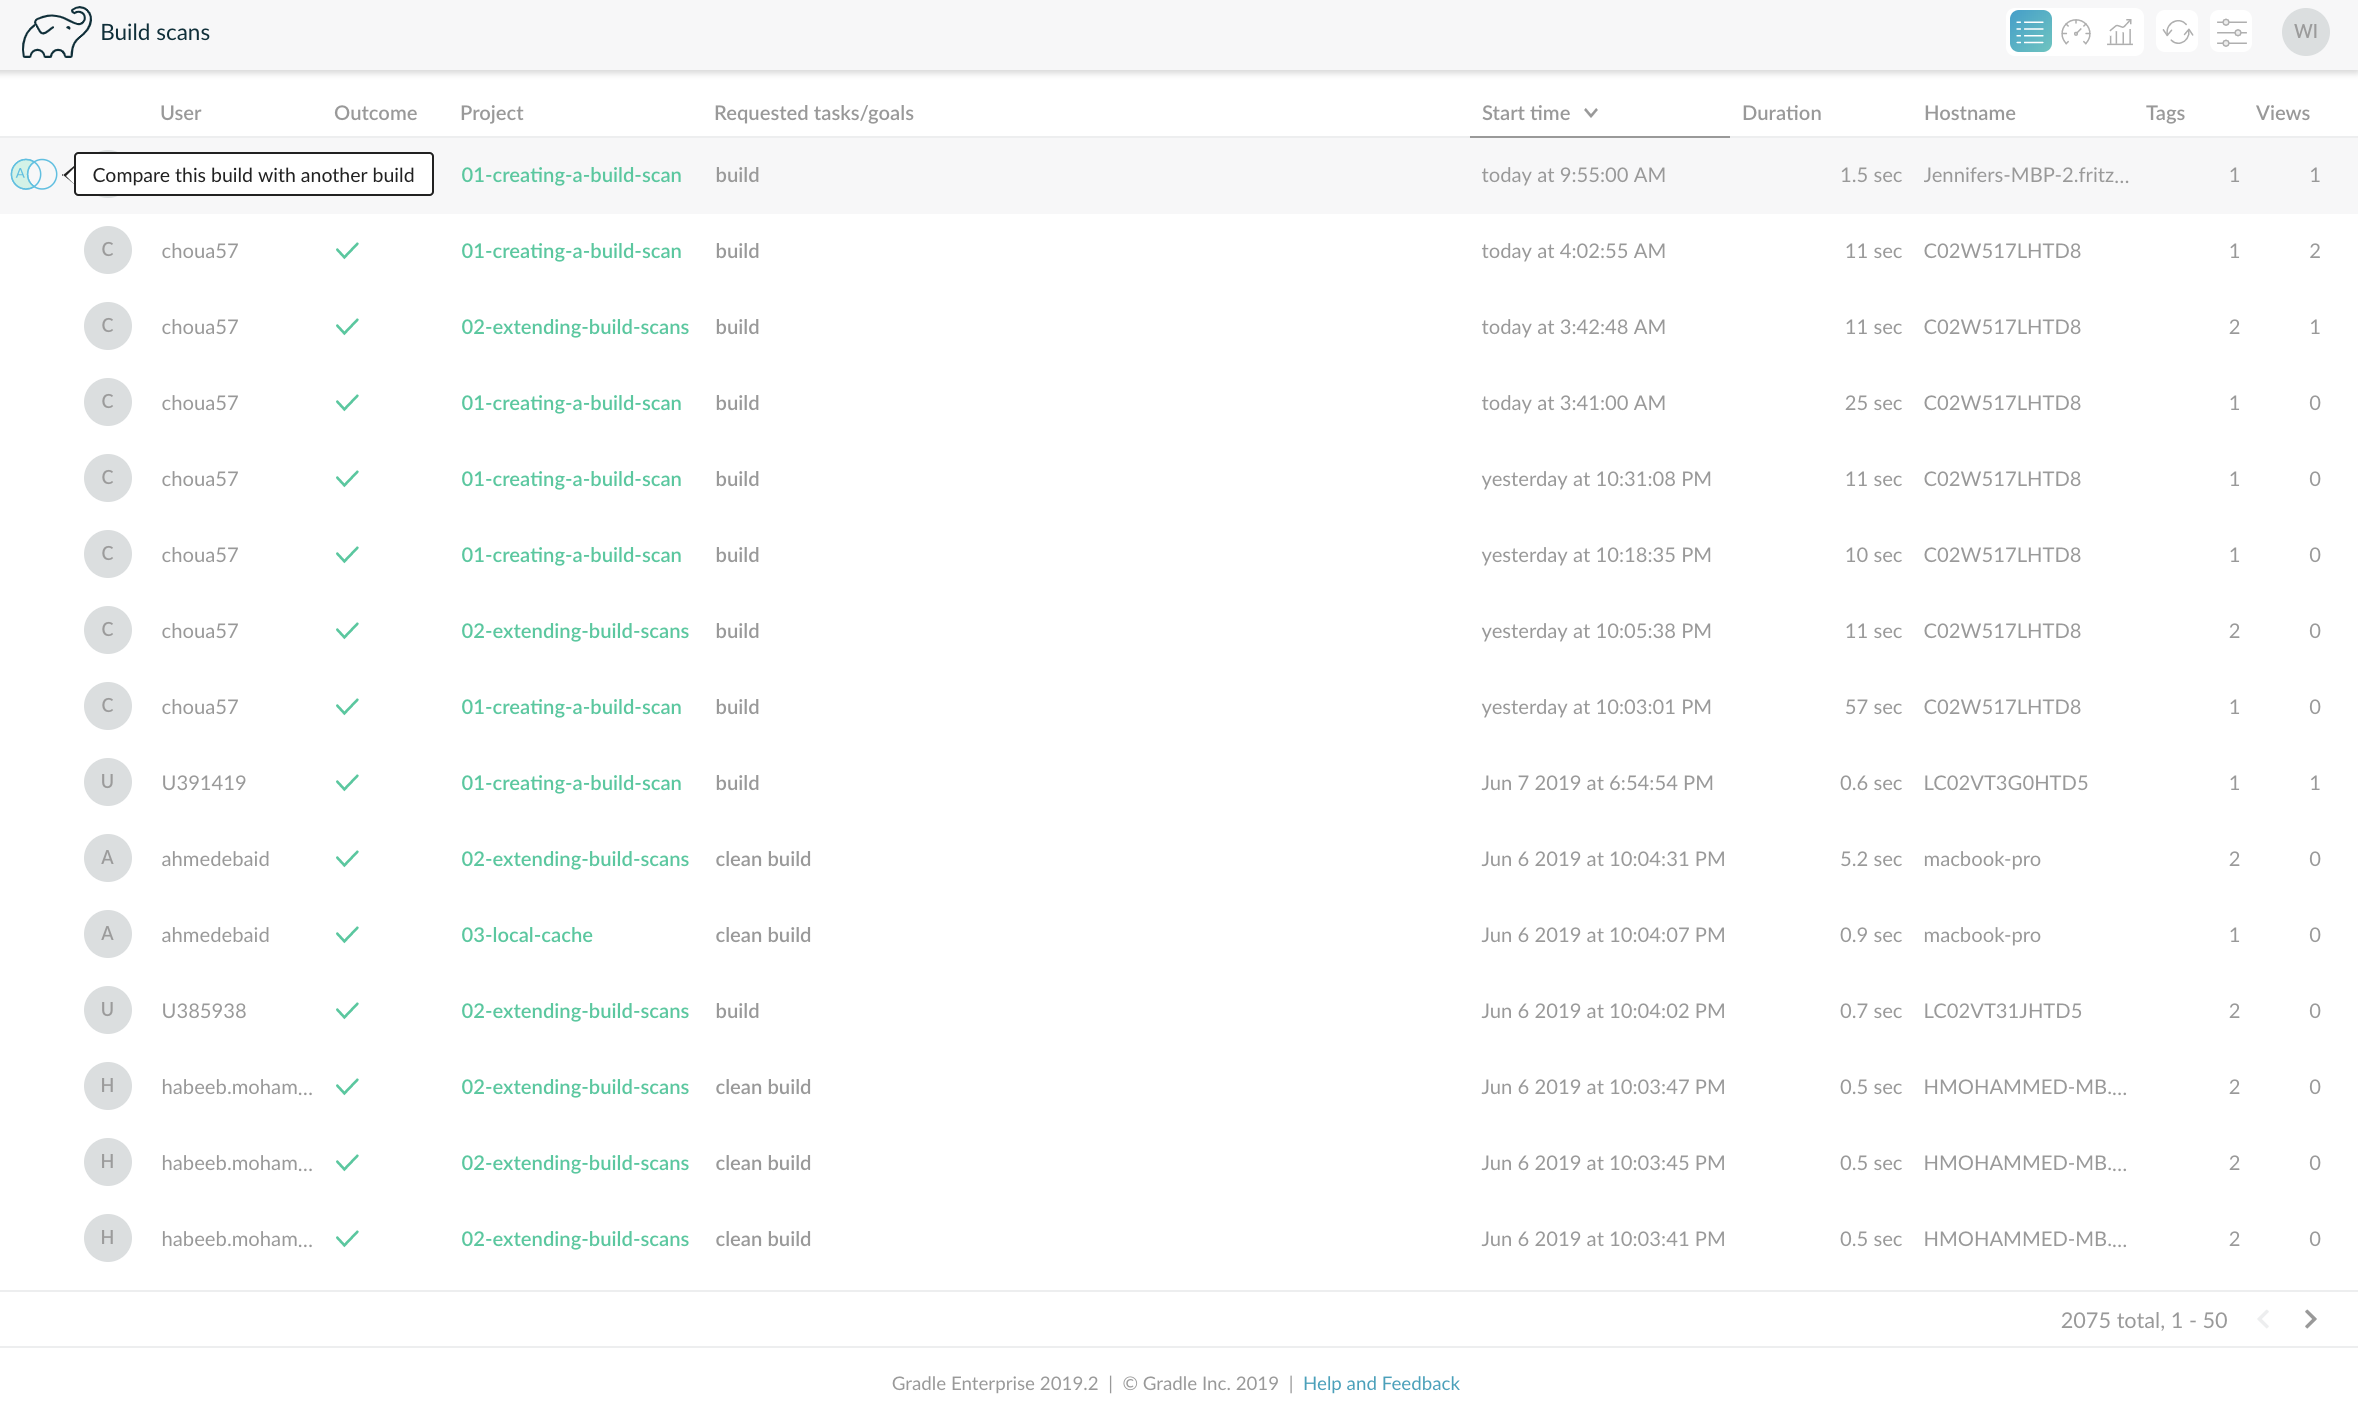 Build scans
WI
User Outcome Project Requested tasks/goals Start time Duration Hostname Tags Views
A Compare this build with another build 01-creating-a-build-scan build today at 9:55:00 AM 1.5 sec Jennifers-MBP-2.fritz... 1 1
C choua57 01-creating-a-build-scan build today at 4:02:55 AM 11 sec C02W517LHTD8 1 2
C choua57 02-extending-build-scans build today at 3:42:48 AM 11 sec C02W517LHTD8 2 1
C choua57 01-creating-a-build-scan build today at 3:41:00 AM 25 sec C02W517LHTD8 1 0
C choua57 01-creating-a-build-scan build yesterday at 10:31:08 PM 11 sec C02W517LHTD8 1 0
C choua57 01-creating-a-build-scan build yesterday at 10:18:35 PM 10 sec C02W517LHTD8 1 0
C choua57 02-extending-build-scans build yesterday at 10:05:38 PM 11 sec C02W517LHTD8 2 0
C choua57 01-creating-a-build-scan build yesterday at 10:03:01 PM 57 sec C02W517LHTD8 1 0
U U391419 01-creating-a-build-scan build Jun 7 2019 at 6:54:54 PM 0.6 sec LC02VT3G0HTD5 1 1
A ahmedebaid 02-extending-build-scans clean build Jun 6 2019 at 10:04:31 PM 5.2 sec macbook-pro 2 0
A ahmedebaid 03-local-cache clean build Jun 6 2019 at 10:04:07 PM 0.9 sec macbook-pro 1 0
U U385938 02-extending-build-scans build Jun 6 2019 at 10:04:02 PM 0.7 sec LC02VT31JHTD5 2 0
H habeeb.moham... 02-extending-build-scans clean build Jun 6 2019 at 10:03:47 PM 0.5 sec HMOHAMMED-MB.... 2 0
H habeeb.moham... 02-extending-build-scans clean build Jun 6 2019 at 10:03:45 PM 0.5 sec HMOHAMMED-MB.... 2 0
H habeeb.moham... 02-extending-build-scans clean build Jun 6 2019 at 10:03:41 PM 0.5 sec HMOHAMMED-MB.... 2 0
2075 total, 1 - 50
Gradle Enterprise 2019.2 | © Gradle Inc. 2019 | Help and Feedback